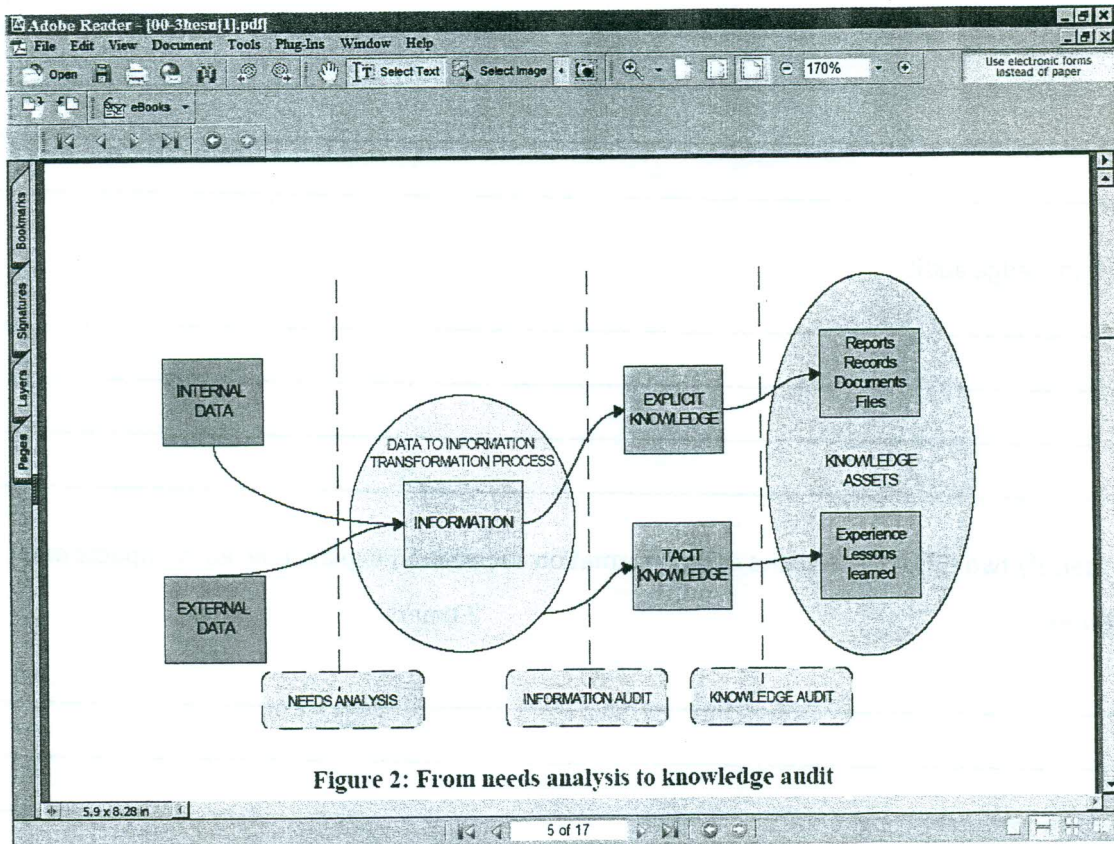 Adobe Reader - [00-3hesu[1].pdf]
File Edit View Document Tools Plug-Ins Window Help
Open Select Text Select Image 170% Use electronic forms
instead of paper
eBooks
Bookmarks
Signatures
Layers
Pages
INTERNAL
DATA
EXTERNAL
DATA
DATA TO INFORMATION
TRANSFORMATION PROCESS
INFORMATION
EXPLICIT
KNOWLEDGE
TACIT
KNOWLEDGE
Reports
Records
Documents
Files
KNOWLEDGE
ASSETS
Experience
Lessons
learned
NEEDS ANALYSIS
INFORMATION AUDIT
KNOWLEDGE AUDIT
Figure 2: From needs analysis to knowledge audit
5.9 x 8.28 in
5 of 17